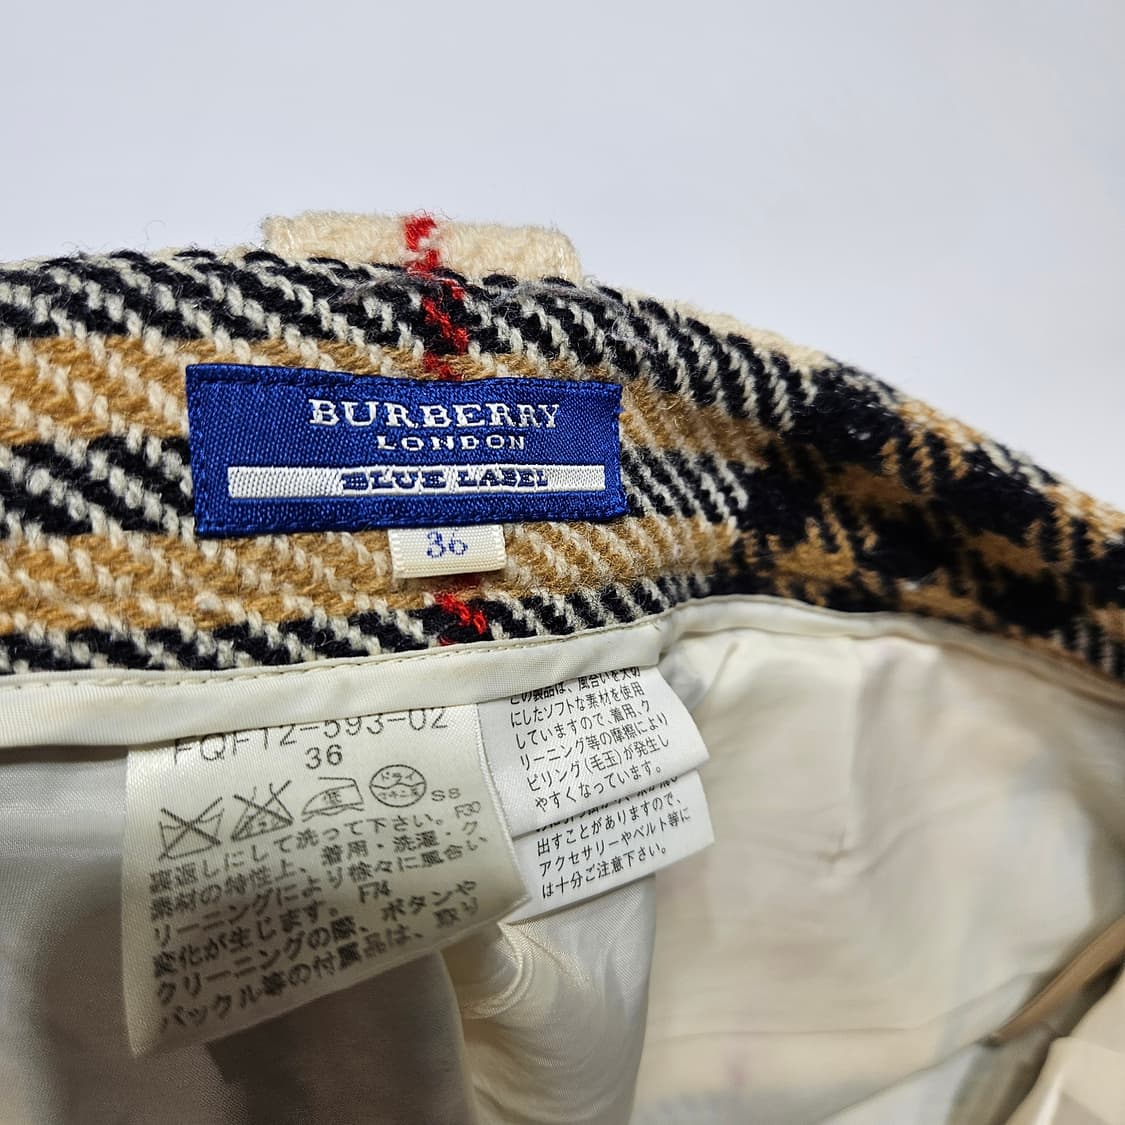 BURBERRY
LONDON
BLUE LABEL
36
FQF12-593-02
36
低
ドライ
セキユ系
SS
裏返しにして洗って下さい。F20
素材の特性上、着用・洗濯・ク
リーニングにより徐々に風合い
変化が生じます。F74
クリーニングの際、ボタンや
バックル等の付属品は、取り
この製品は、風合いを大切
にしたソフトな素材を使用
していますので、着用、ク
リーニング等の摩擦により
ピリング(毛玉)が発生し
やすくなっています。
出すことがありますので、
アクセサリーやベルト等に
は十分ご注意下さい。